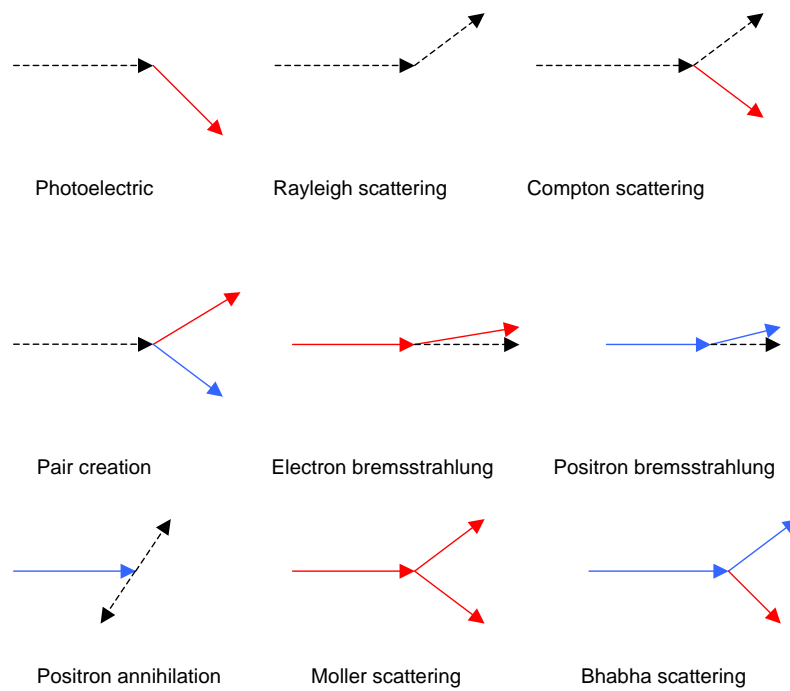 Photoelectric
Rayleigh scattering
Compton scattering
Pair creation
Electron bremsstrahlung
Positron bremsstrahlung
Positron annihilation
Moller scattering
Bhabha scattering